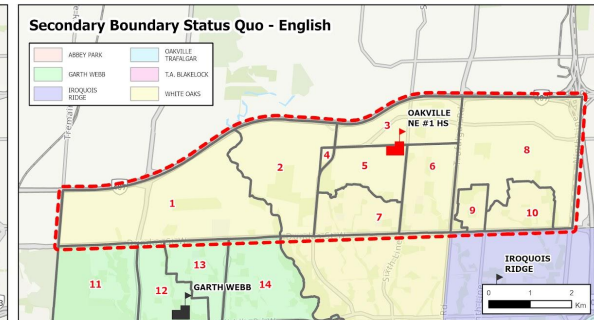 Secondary Boundary Status Quo - English
ABBEY PARK
OAKVILLE
TRAFALGAR
GARTH WEBB
T.A. BLAKELOCK
IROQUOIS
RIDGE
WHITE OAKS
OAKVILLE
NE #1 HS
3
2
4
5
6
8
1
7
9
10
IROQUOIS
RIDGE
13
11
12
GARTH WEBB
14
0 1 2
Km